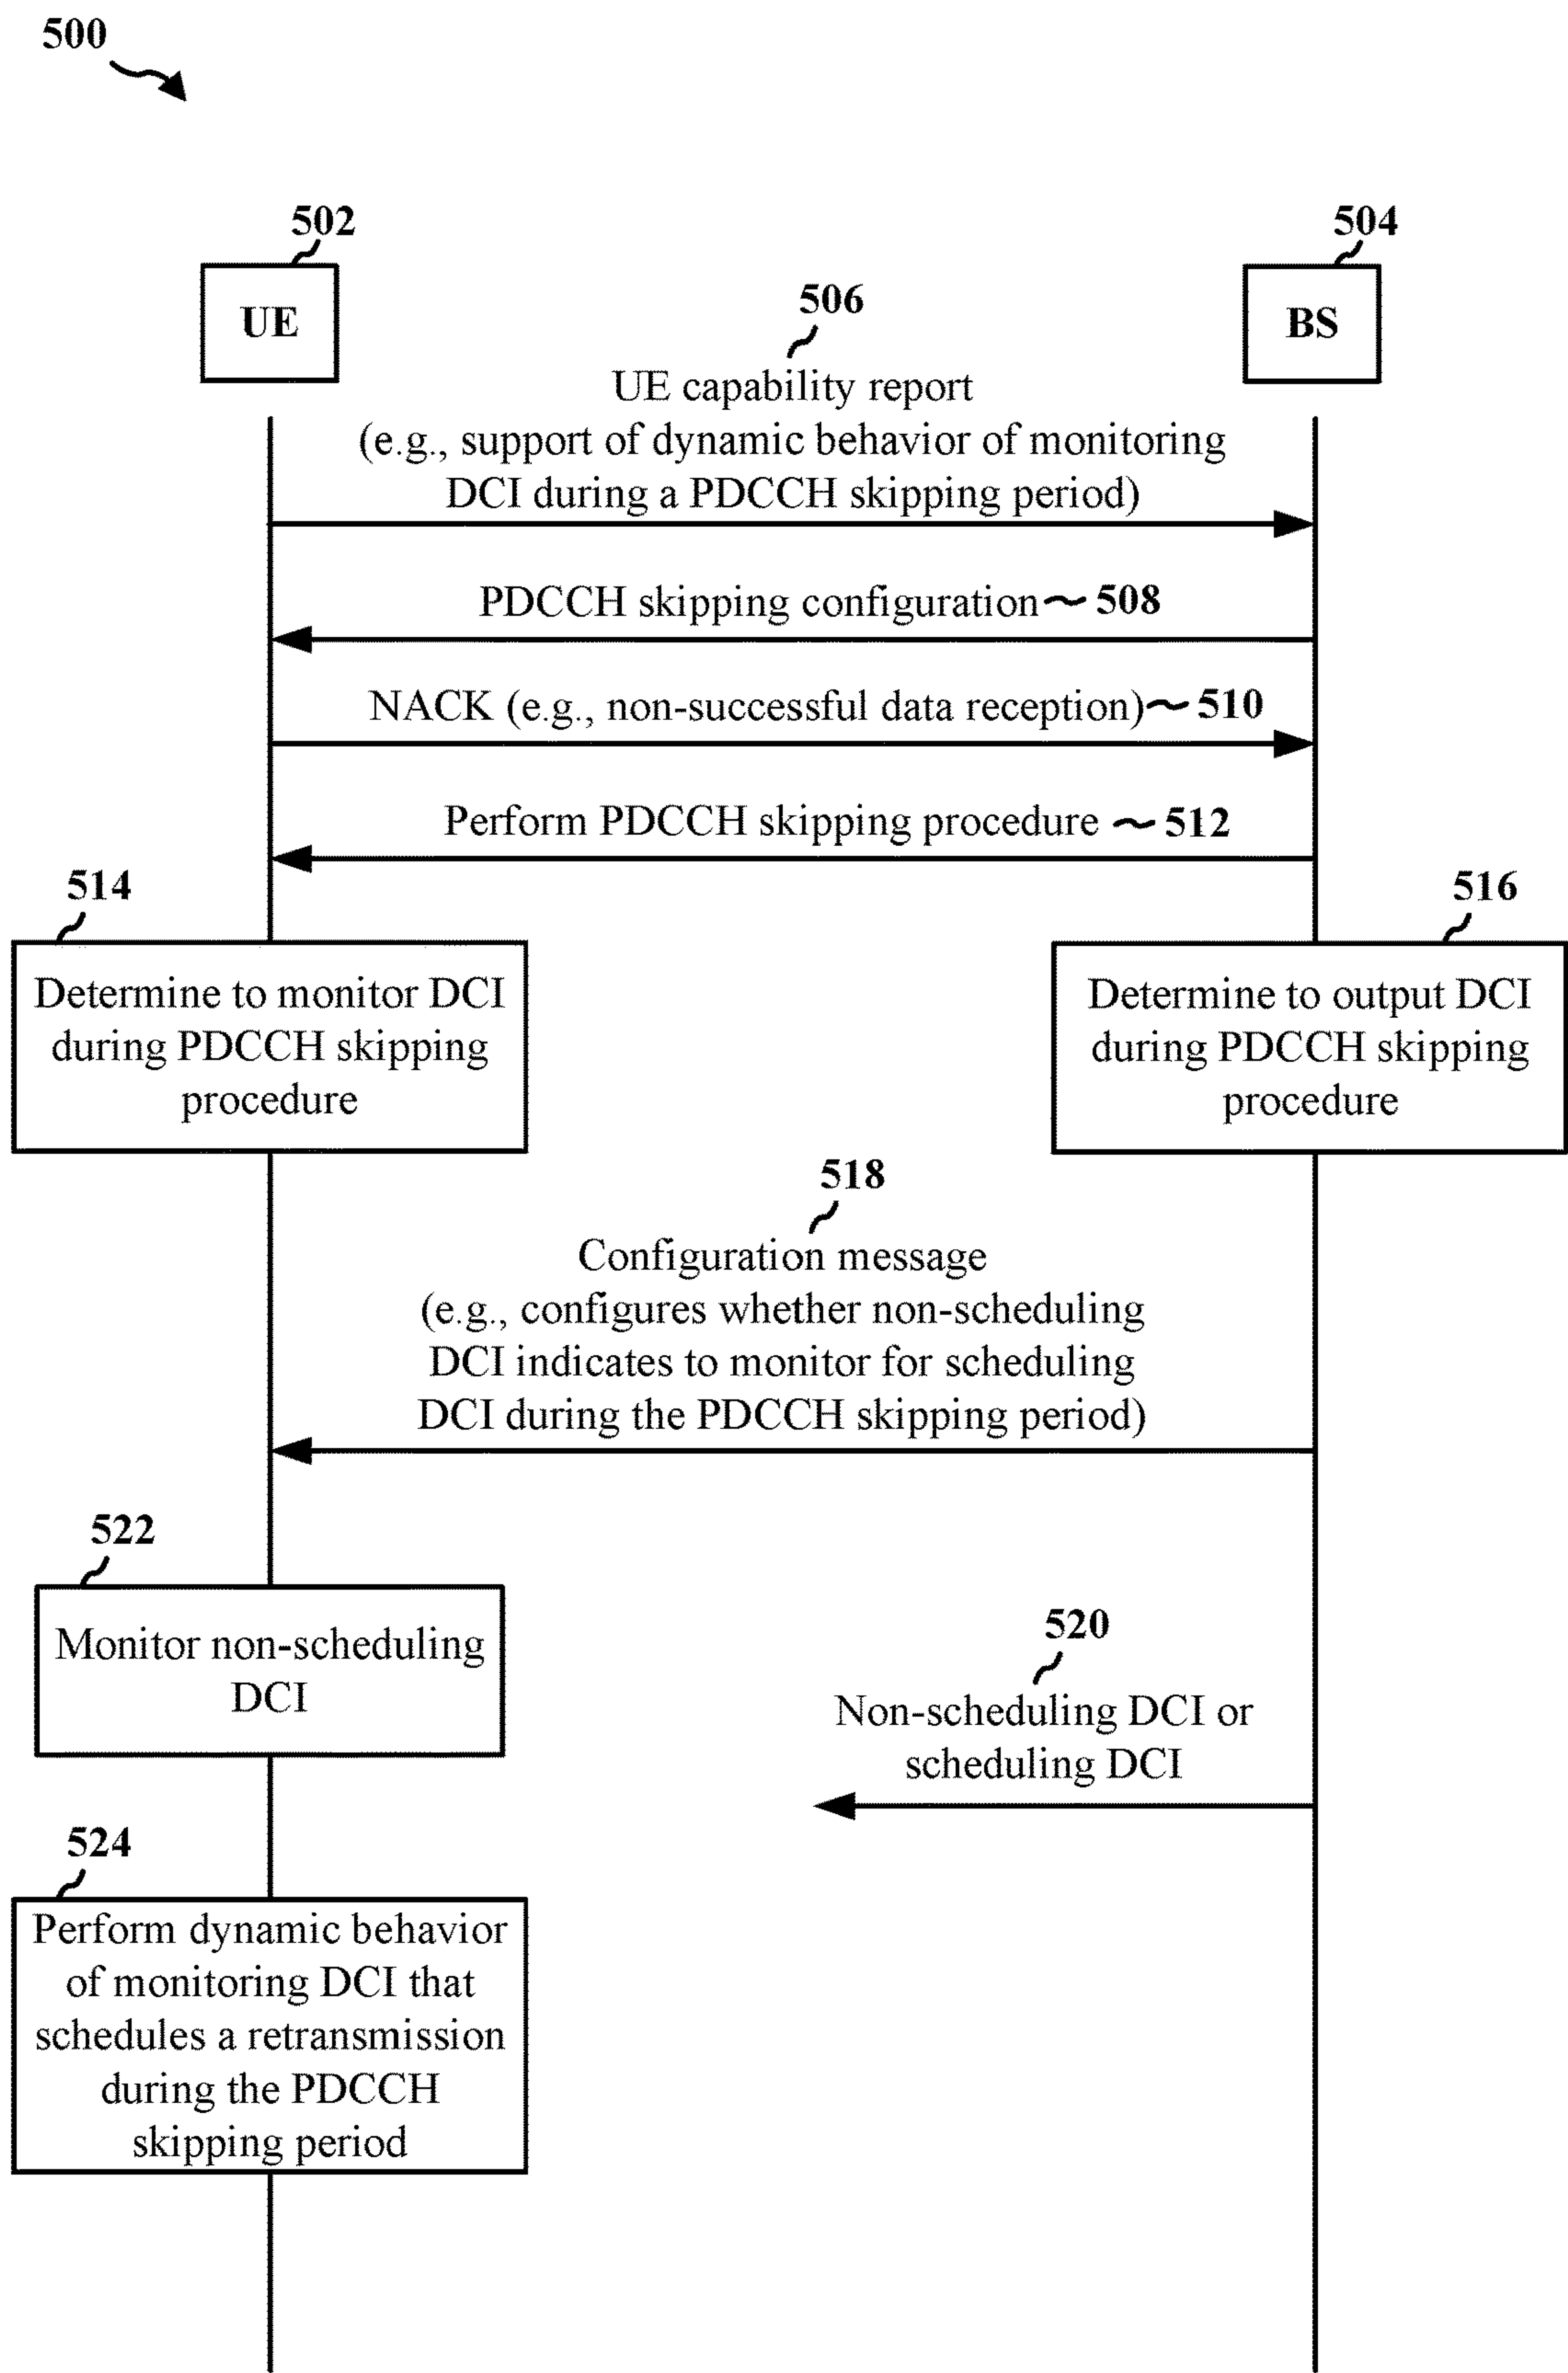 500
502
504
UE
BS
506
UE capability report
(e.g., support of dynamic behavior of monitoring
DCI during a PDCCH skipping period)
PDCCH skipping configuration 508
NACK (e.g., non-successful data reception) 510
Perform PDCCH skipping procedure 512
514
516
Determine to monitor DCI
during PDCCH skipping
procedure
Determine to output DCI
during PDCCH skipping
procedure
518
Configuration message
(e.g., configures whether non-scheduling
DCI indicates to monitor for scheduling
DCI during the PDCCH skipping period)
522
Monitor non-scheduling
DCI
520
Non-scheduling DCI or
scheduling DCI
524
Perform dynamic behavior
of monitoring DCI that
schedules a retransmission
during the PDCCH
skipping period